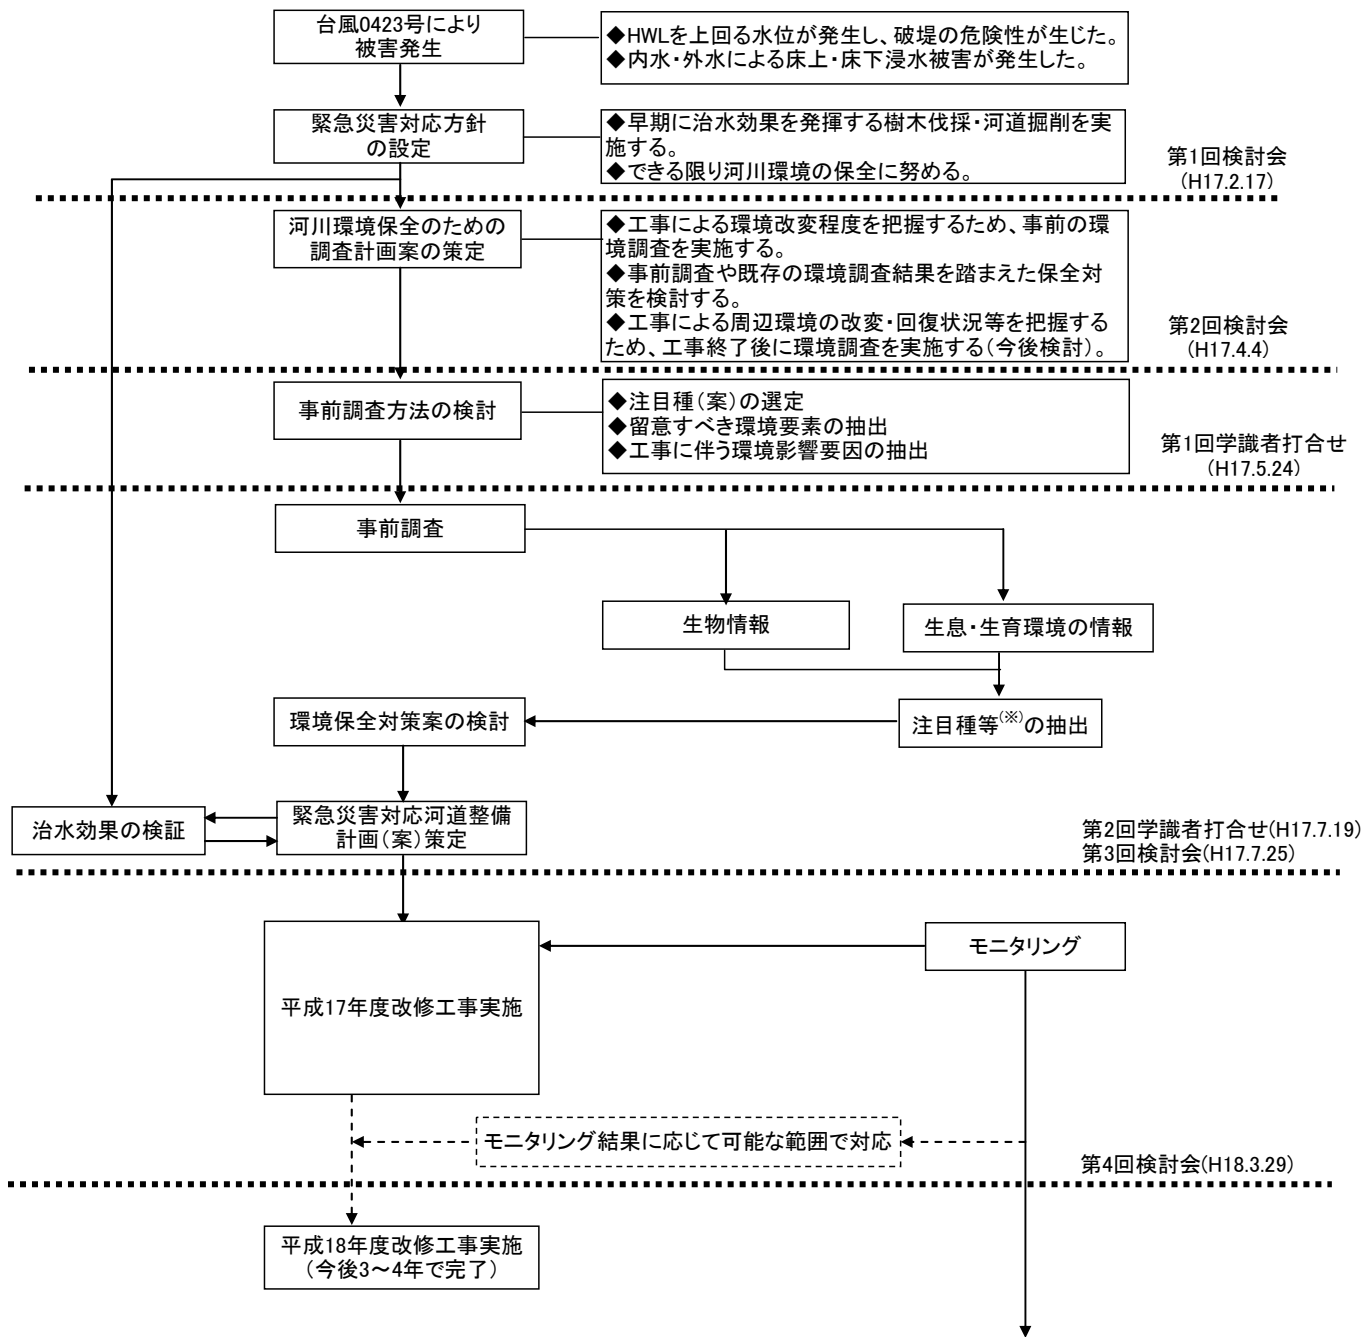 台風0423号により
被害発生
◆HWLを上回る水位が発生し、破堤の危険性が生じた。
◆内水・外水による床上・床下浸水被害が発生した。
緊急災害対応方針
の設定
◆早期に治水効果を発揮する樹木伐採・河道掘削を実
施する。
◆できる限り河川環境の保全に努める。
第1回検討会
(H17.2.17)
河川環境保全のための
調査計画案の策定
◆工事による環境改変程度を把握するため、事前の環
境調査を実施する。
◆事前調査や既存の環境調査結果を踏まえた保全対
策を検討する。
◆工事による周辺環境の改変・回復状況等を把握する
ため、工事終了後に環境調査を実施する(今後検討)。
第2回検討会
(H17.4.4)
事前調査方法の検討
◆注目種(案)の選定
◆留意すべき環境要素の抽出
◆工事に伴う環境影響要因の抽出
第1回学識者打合せ
(H17.5.24)
事前調査
生物情報
生息・生育環境の情報
環境保全対策案の検討
注目種等(※)の抽出
治水効果の検証
緊急災害対応河道整備
計画(案)策定
第2回学識者打合せ(H17.7.19)
第3回検討会(H17.7.25)
モニタリング
平成17年度改修工事実施
モニタリング結果に応じて可能な範囲で対応
第4回検討会(H18.3.29)
平成18年度改修工事実施
(今後3～4年で完了)